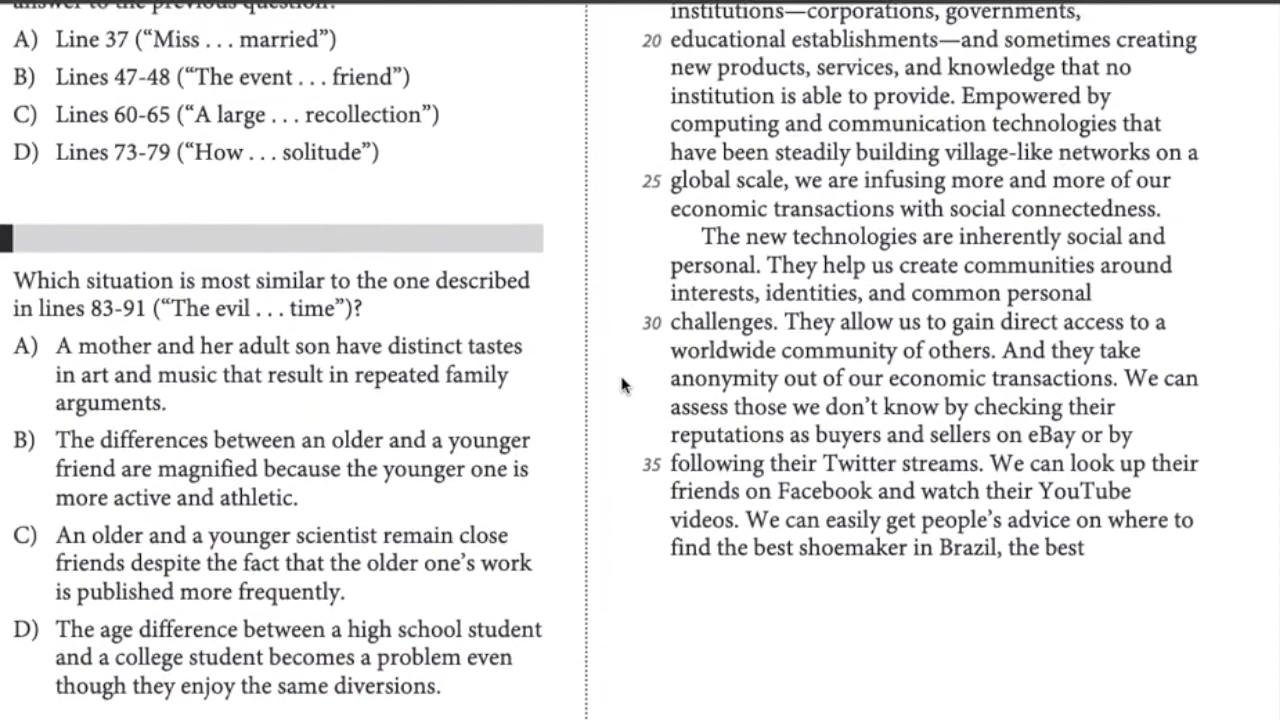 answer to the previous question?
A) Line 37 (“Miss . . . married”)
B) Lines 47-48 (“The event . . . friend”)
C) Lines 60-65 (“A large . . . recollection”)
D) Lines 73-79 (“How . . . solitude”)
Which situation is most similar to the one described
in lines 83-91 (“The evil . . . time”)?
A) A mother and her adult son have distinct tastes
in art and music that result in repeated family
arguments.
B) The differences between an older and a younger
friend are magnified because the younger one is
more active and athletic.
C) An older and a younger scientist remain close
friends despite the fact that the older one’s work
is published more frequently.
D) The age difference between a high school student
and a college student becomes a problem even
though they enjoy the same diversions.
institutions—corporations, governments,
20 educational establishments—and sometimes creating
new products, services, and knowledge that no
institution is able to provide. Empowered by
computing and communication technologies that
have been steadily building village-like networks on a
25 global scale, we are infusing more and more of our
economic transactions with social connectedness.
The new technologies are inherently social and
personal. They help us create communities around
interests, identities, and common personal
30 challenges. They allow us to gain direct access to a
worldwide community of others. And they take
anonymity out of our economic transactions. We can
assess those we don’t know by checking their
reputations as buyers and sellers on eBay or by
35 following their Twitter streams. We can look up their
friends on Facebook and watch their YouTube
videos. We can easily get people’s advice on where to
find the best shoemaker in Brazil, the best